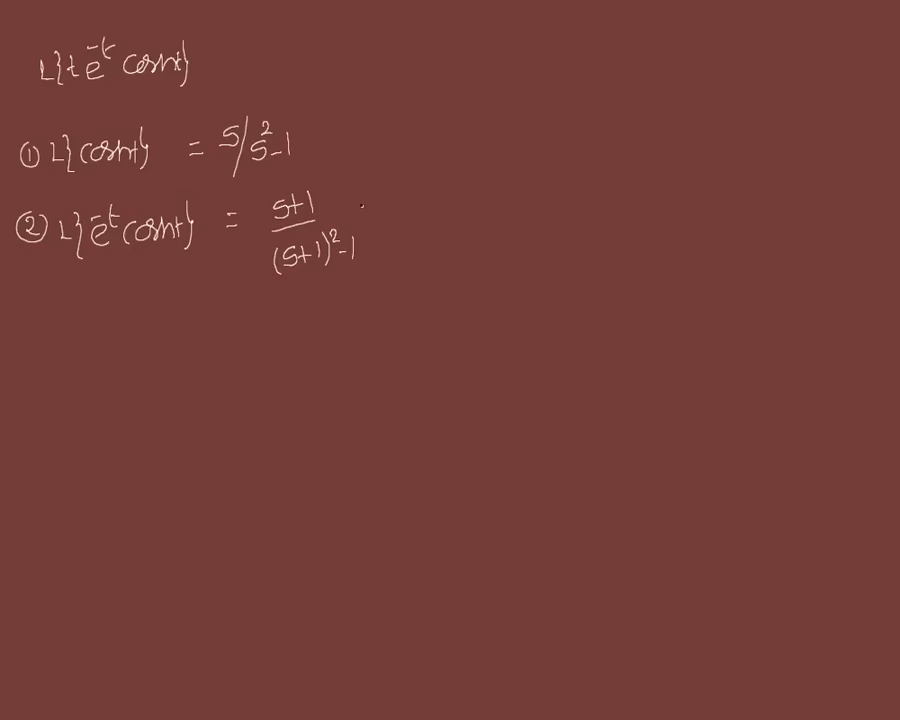 L{t e^-t cosht}
① L{cosht} = s/s²-1
② L{e^-t cosht} = s+1/(s+1)²-1